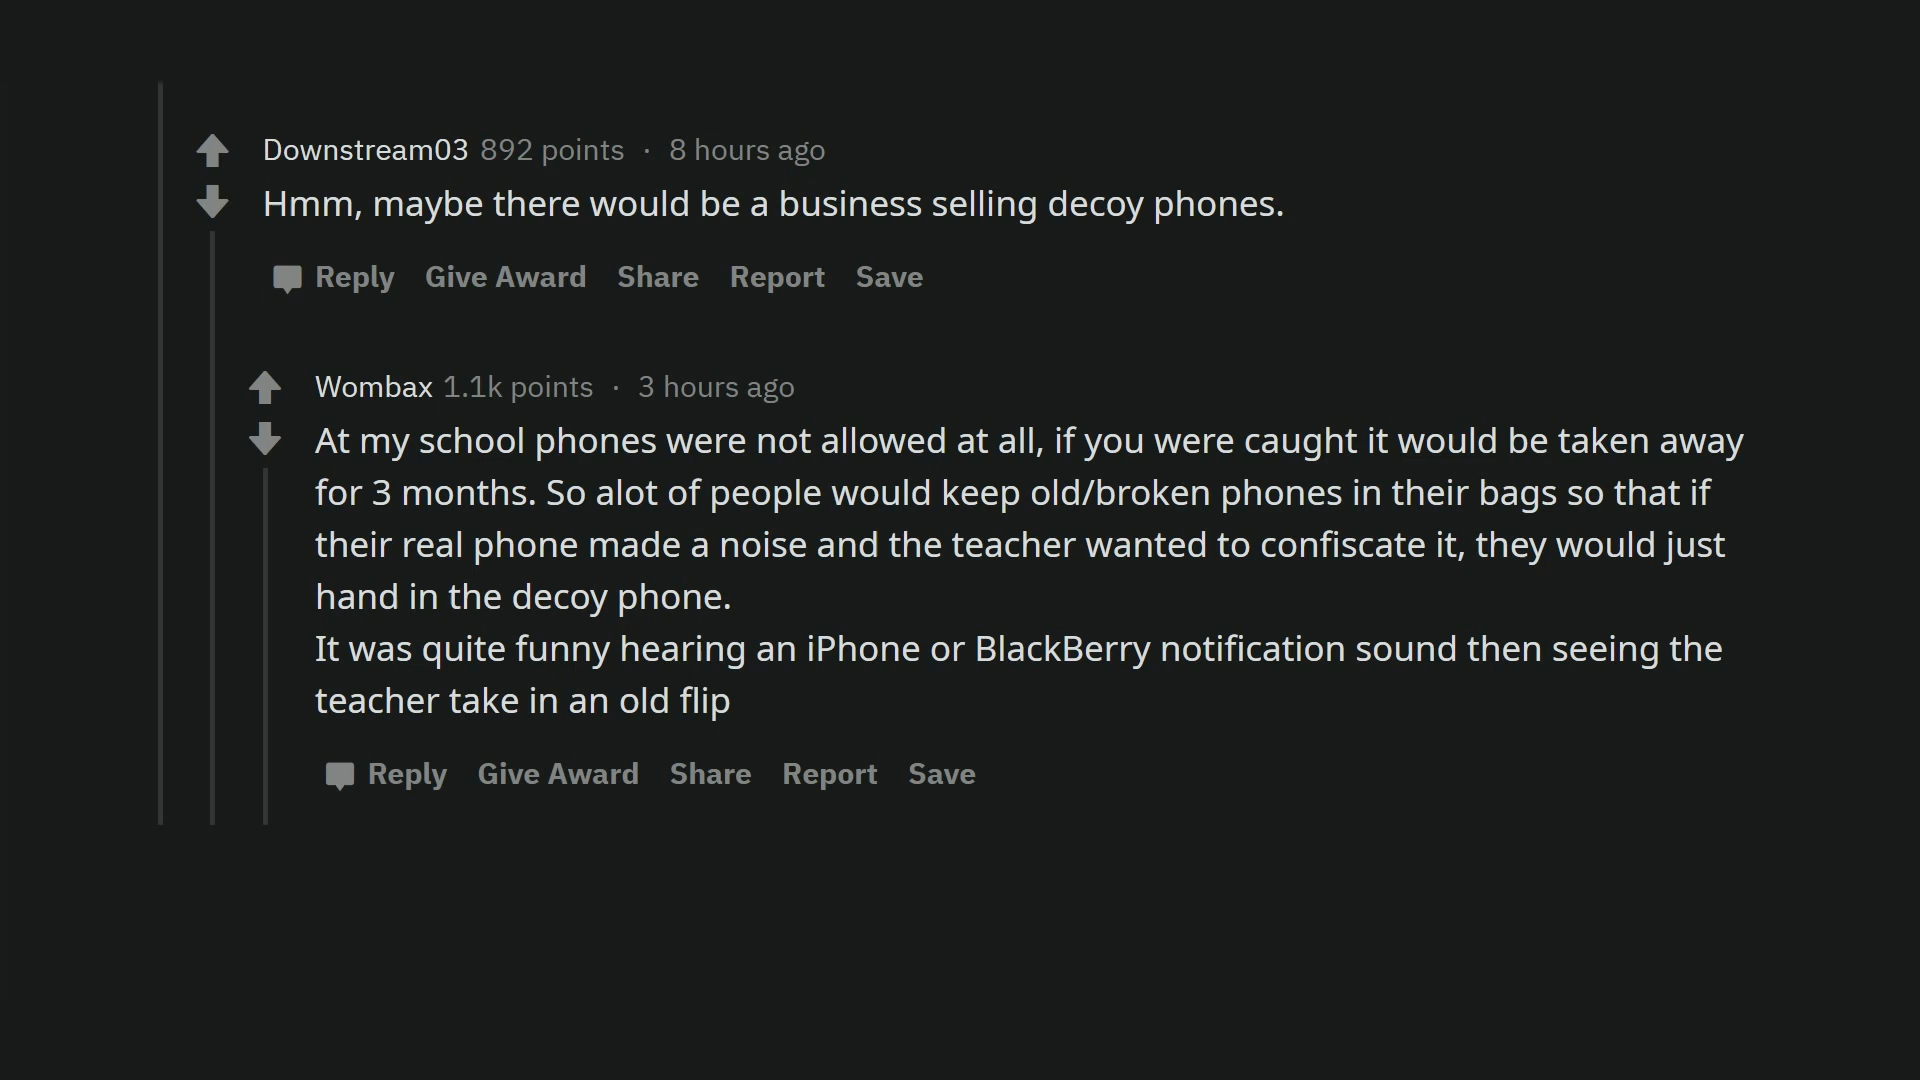 Downstream03 892 points · 8 hours ago
Hmm, maybe there would be a business selling decoy phones.
Reply Give Award Share Report Save
Wombax 1.1k points · 3 hours ago
At my school phones were not allowed at all, if you were caught it would be taken away
for 3 months. So alot of people would keep old/broken phones in their bags so that if
their real phone made a noise and the teacher wanted to confiscate it, they would just
hand in the decoy phone.
It was quite funny hearing an iPhone or BlackBerry notification sound then seeing the
teacher take in an old flip
Reply Give Award Share Report Save